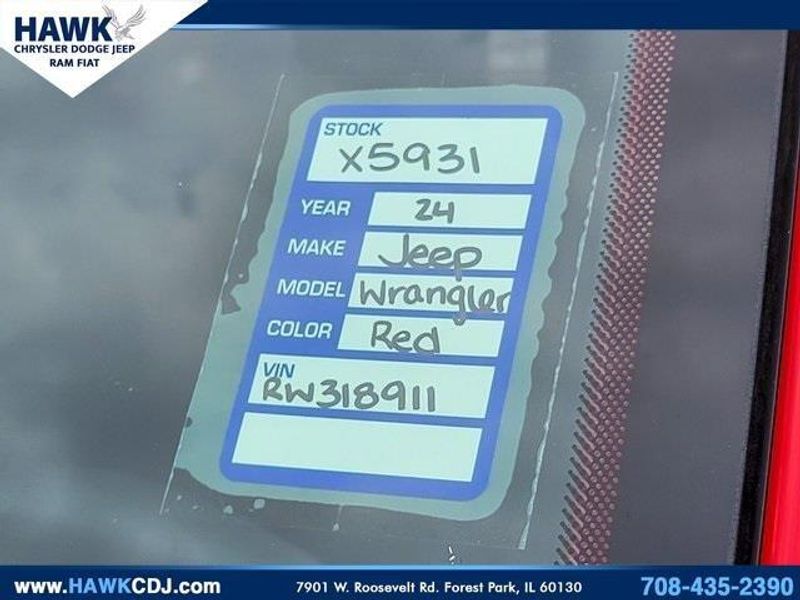 HAWK
CHRYSLER DODGE JEEP
RAM FIAT
STOCK
X5931
YEAR 24
MAKE Jeep
MODEL Wrangler
COLOR Red
VIN
RW318911
www.HAWKCDJ.com 7901 W. Roosevelt Rd. Forest Park, IL 60130 708-435-2390